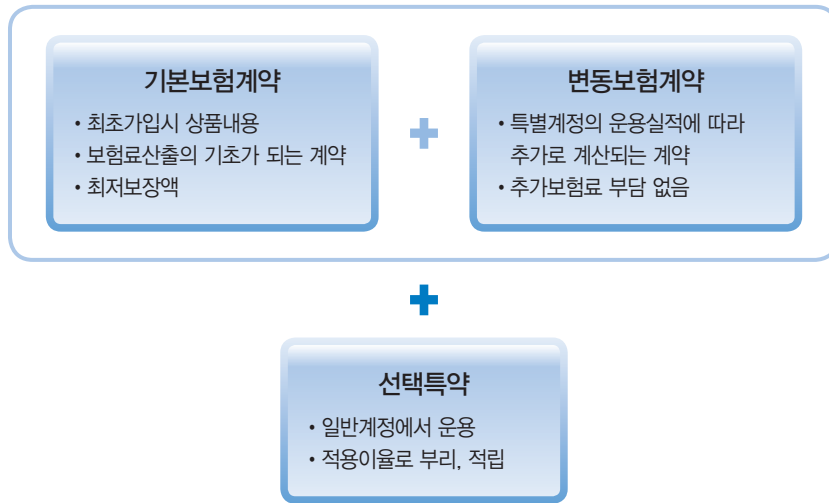 기본보험계약
• 최초가입시 상품내용
• 보험료산출의 기초가 되는 계약
• 최저보장액
변동보험계약
• 특별계정의 운용실적에 따라
추가로 계산되는 계약
• 추가보험료 부담 없음
선택특약
• 일반계정에서 운용
• 적용이율로 부리, 적립